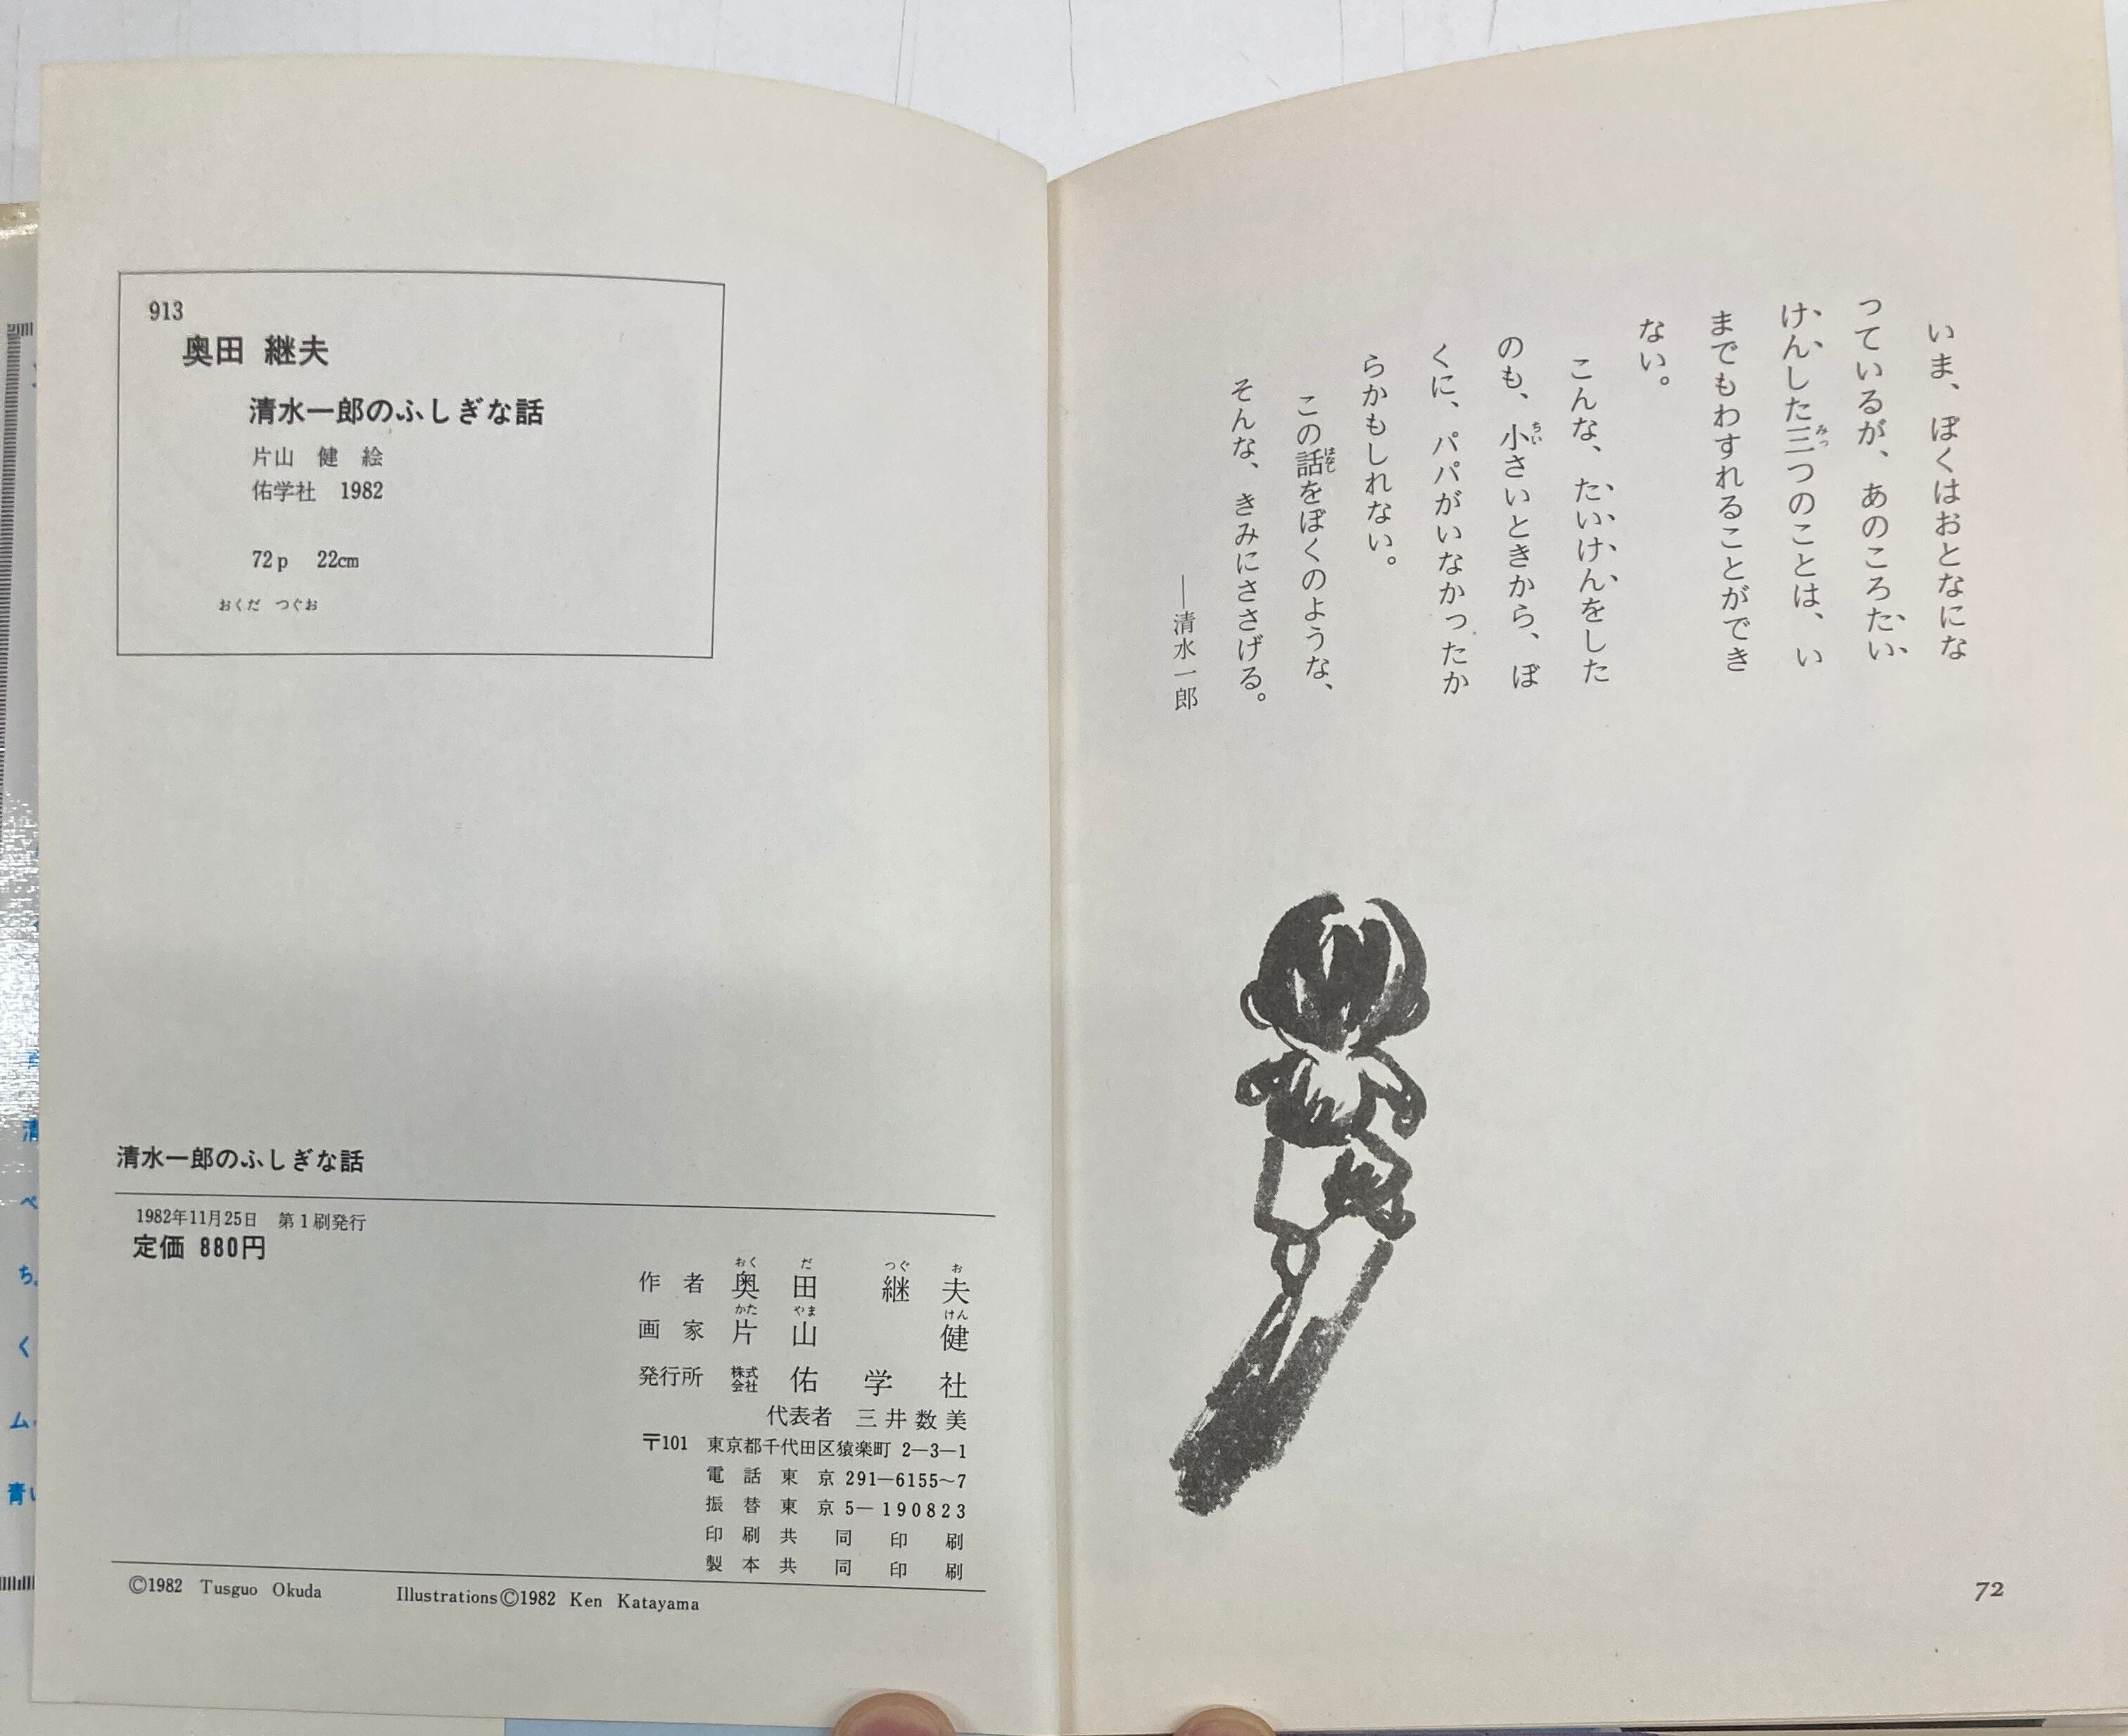 いま、ぼくはおとなにな
っているが、あのころたい
けんした三つのことは、い
までもわすれることができ
ない。
こんな、たいけんをした
のも、小さいときから、ぼ
くに、パパがいなかったか
らかもしれない。
この話をぼくのような、
そんな、きみにささげる。
―清水一郎
72
913
奥田 継夫
清水一郎のふしぎな話
片山 健 絵
佑学社 1982
72p 22cm
おくだ つぐお
清水一郎のふしぎな話
1982年11月25日 第1刷発行
定価 880円
作者 奥田 継夫
画家 片山 健
発行所 株式会社 佑学社
代表者 三井数美
〒101 東京都千代田区猿楽町 2―3―1
電話 東京 291―6155～7
振替 東京 5―190823
印刷 共同印刷
製本 共同印刷
©1982 Tusguo Okuda Illustrations©1982 Ken Katayama